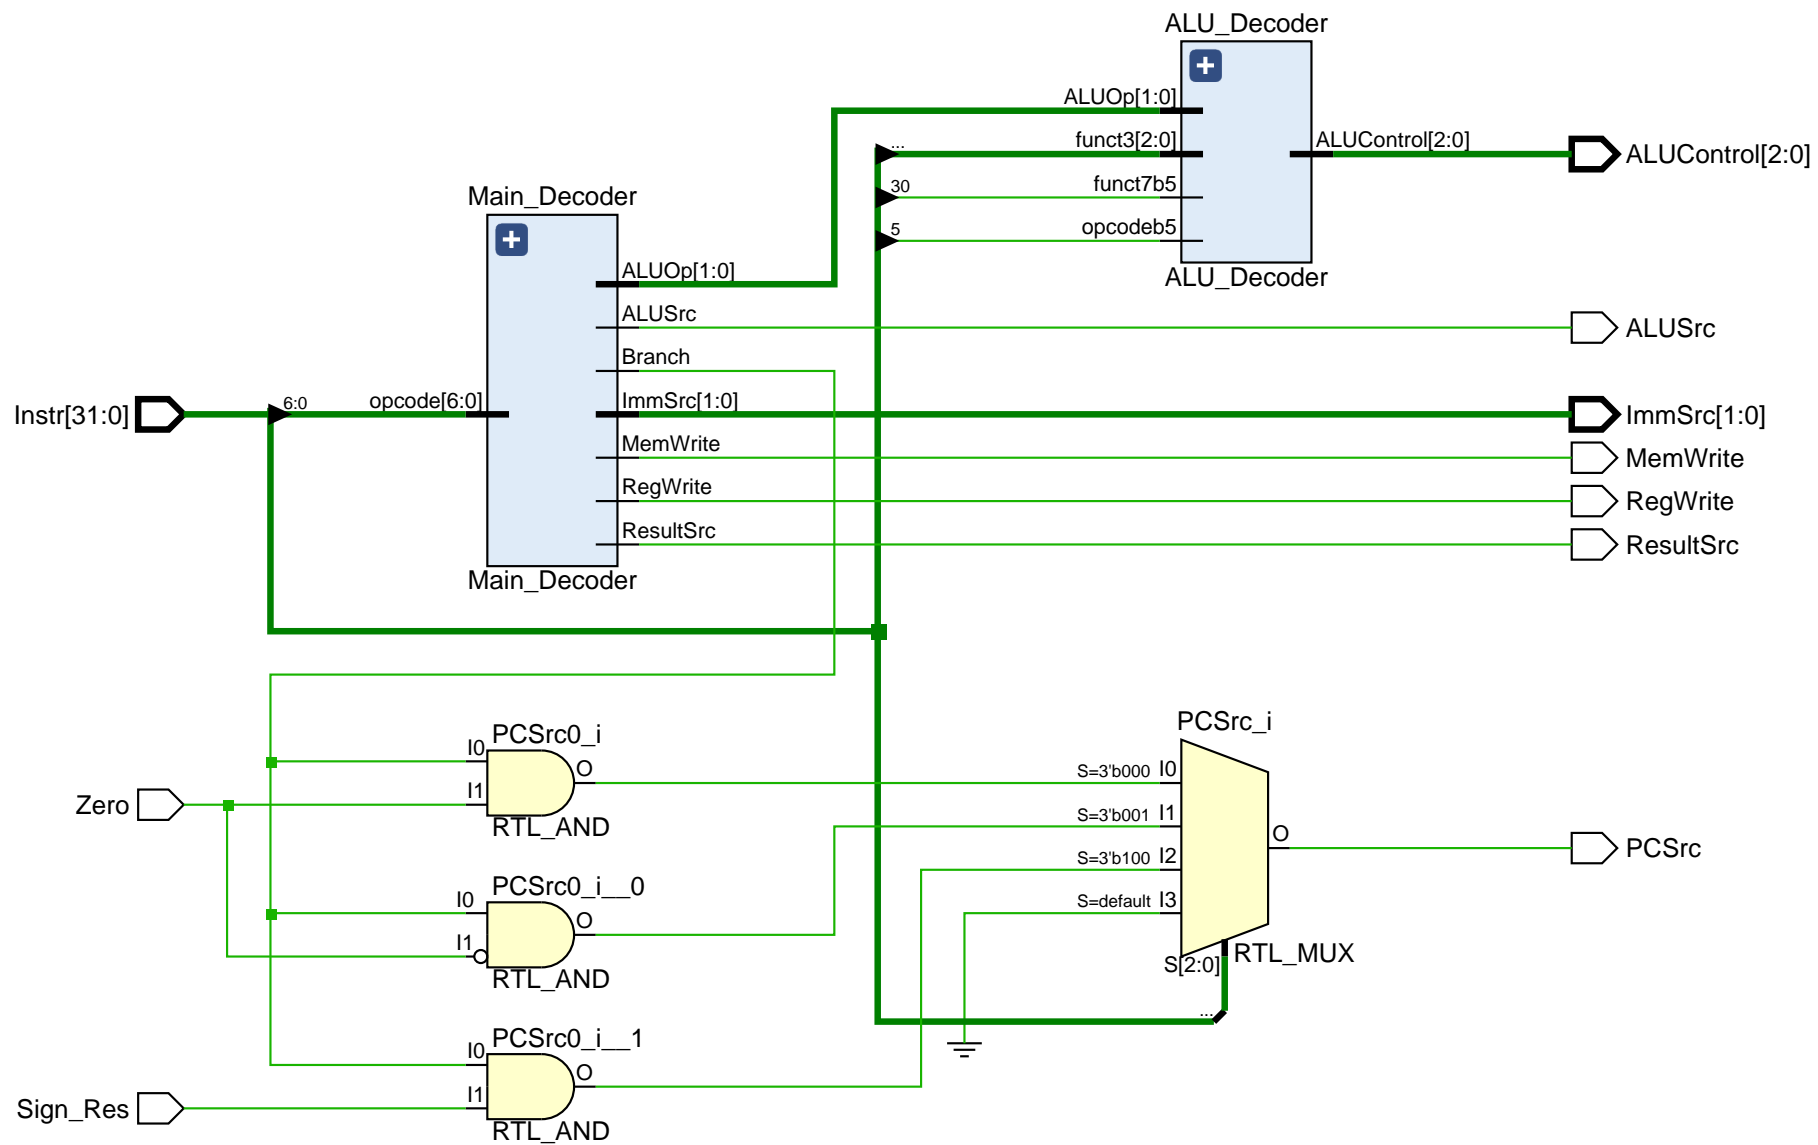 ALU_Decoder
ALUOp[1:0]
...
funct3[2:0]
ALUControl[2:0]
ALUControl[2:0]
30
funct7b5
5
opcodeb5
ALU_Decoder
Main_Decoder
ALUOp[1:0]
ALUSrc
ALUSrc
Branch
Instr[31:0]
6:0
opcode[6:0]
ImmSrc[1:0]
ImmSrc[1:0]
MemWrite
MemWrite
RegWrite
RegWrite
ResultSrc
ResultSrc
Main_Decoder
PCSrc0_i
I0
O
Zero
I1
RTL_AND
PCSrc_i
S=3'b000 I0
S=3'b001 I1
S=3'b100 I2
S=default I3
O
PCSrc
S[2:0]
RTL_MUX
...
PCSrc0_i__0
I0
O
I1
RTL_AND
PCSrc0_i__1
I0
O
Sign_Res
I1
RTL_AND